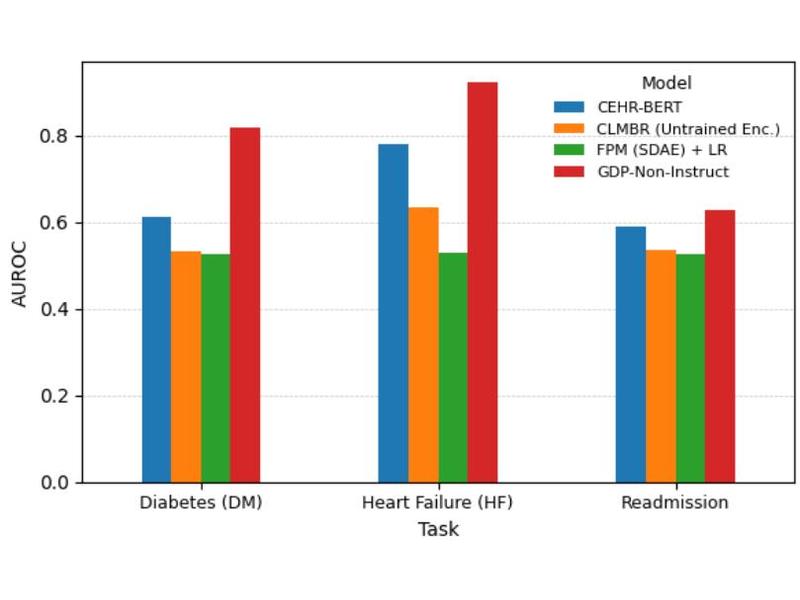 Model
CEHR-BERT
CLMBR (Untrained Enc.)
FPM (SDAE) + LR
GDP-Non-Instruct
AUROC
0.8
0.6
0.4
0.2
0.0
Diabetes (DM)
Heart Failure (HF)
Readmission
Task